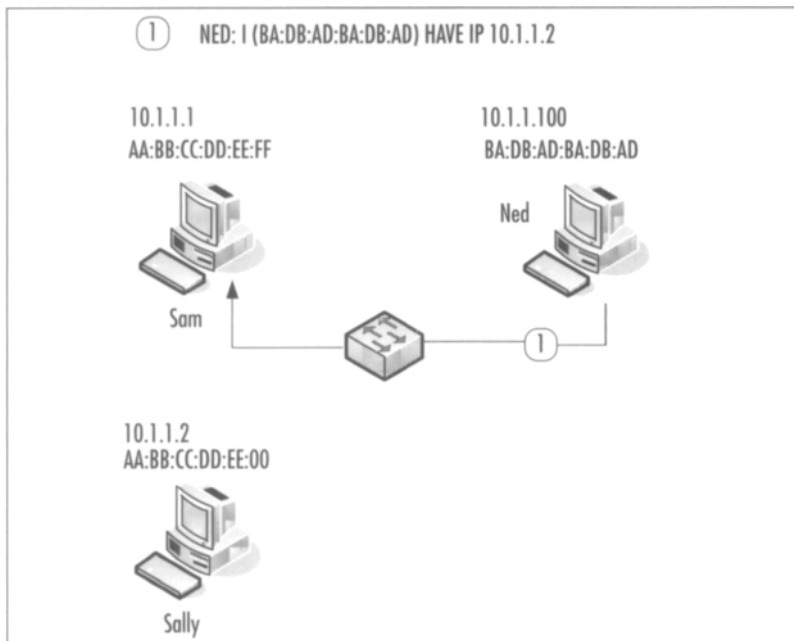 1 NED: I (BA:DB:AD:BA:DB:AD) HAVE IP 10.1.1.2
10.1.1.1
AA:BB:CC:DD:EE:FF
10.1.1.100
BA:DB:AD:BA:DB:AD
Ned
Sam
1
10.1.1.2
AA:BB:CC:DD:EE:00
Sally